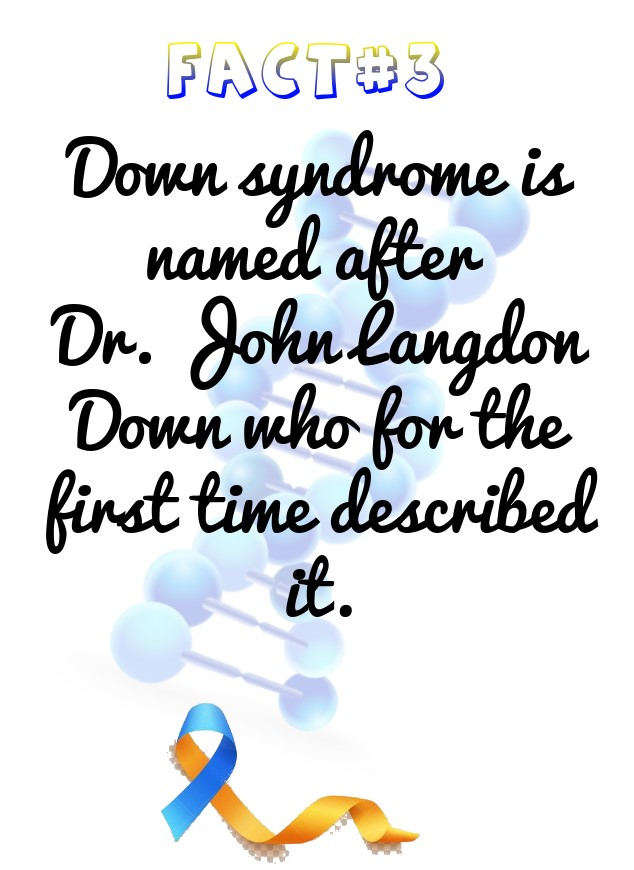 FACT#3
Down syndrome is
named after
Dr. John Langdon
Down who for the
first time described
it.